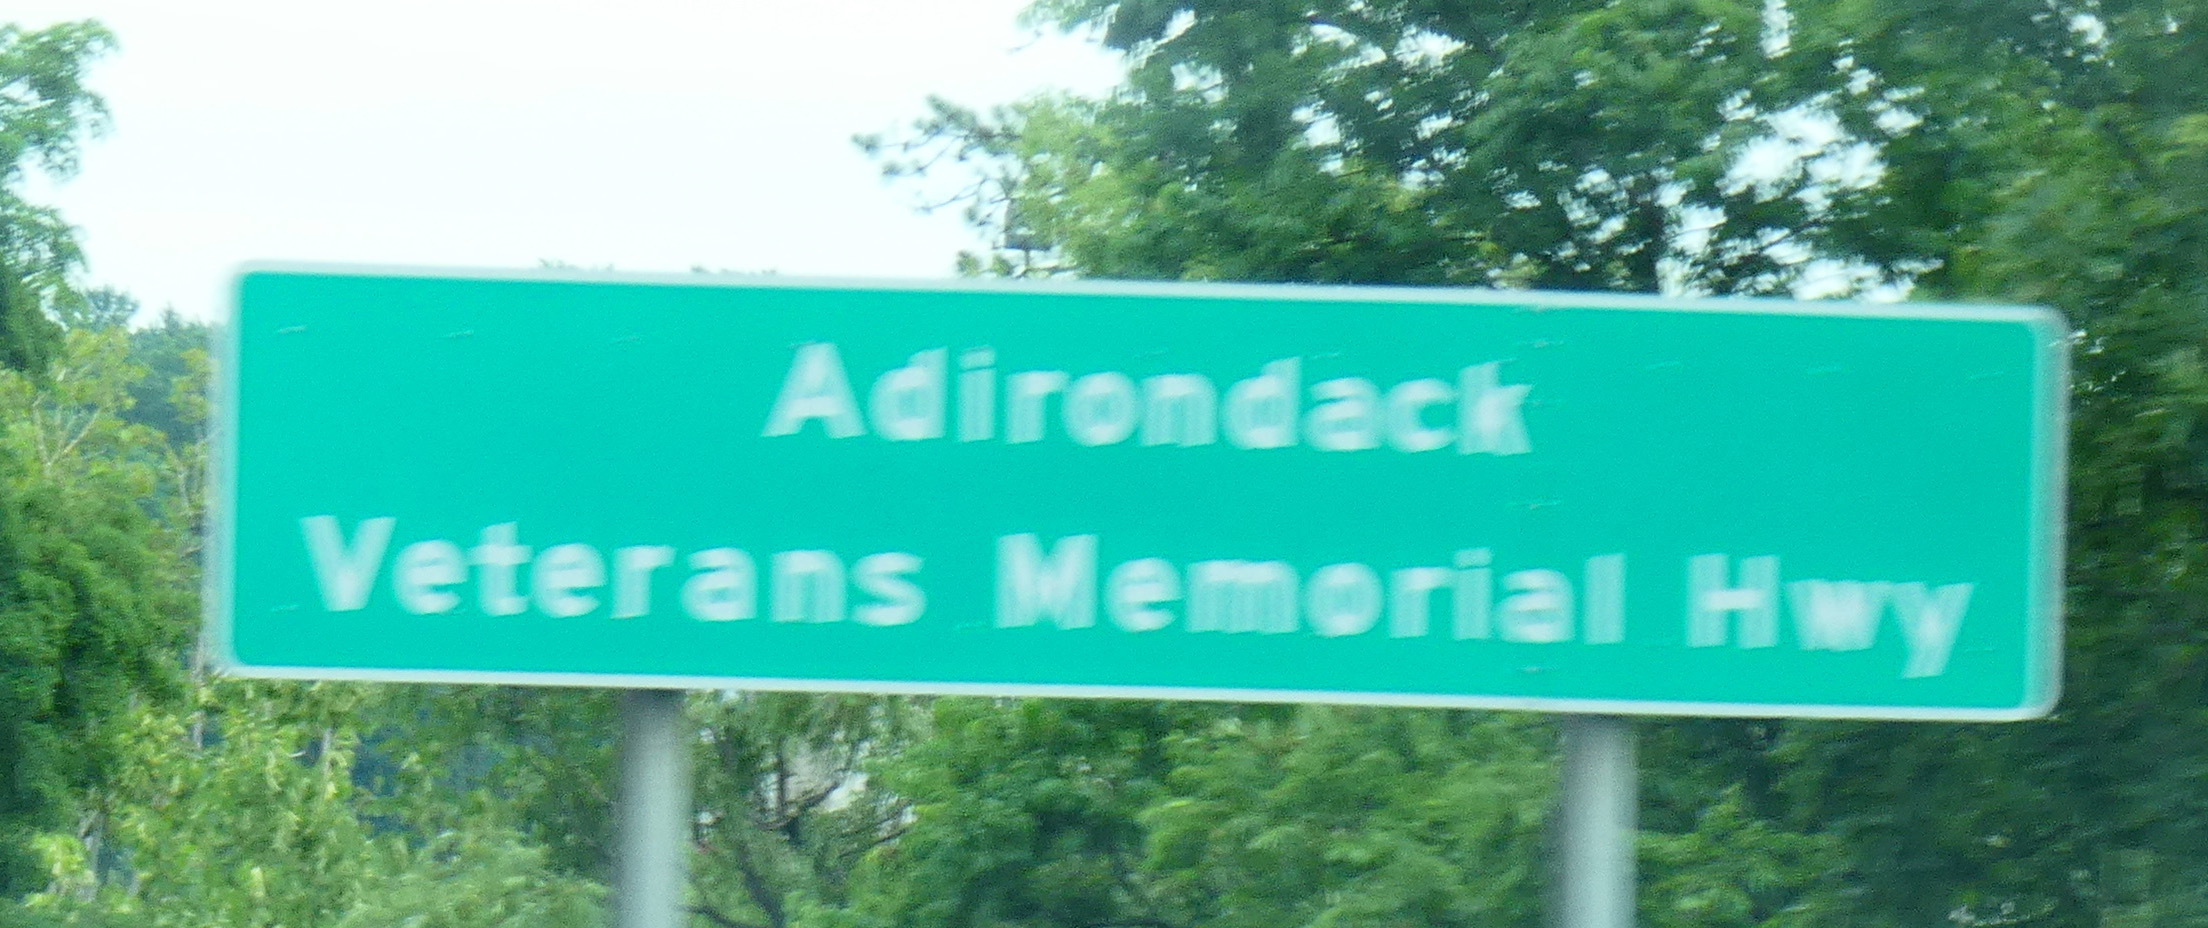 Adirondack
Veterans Memorial Hwy